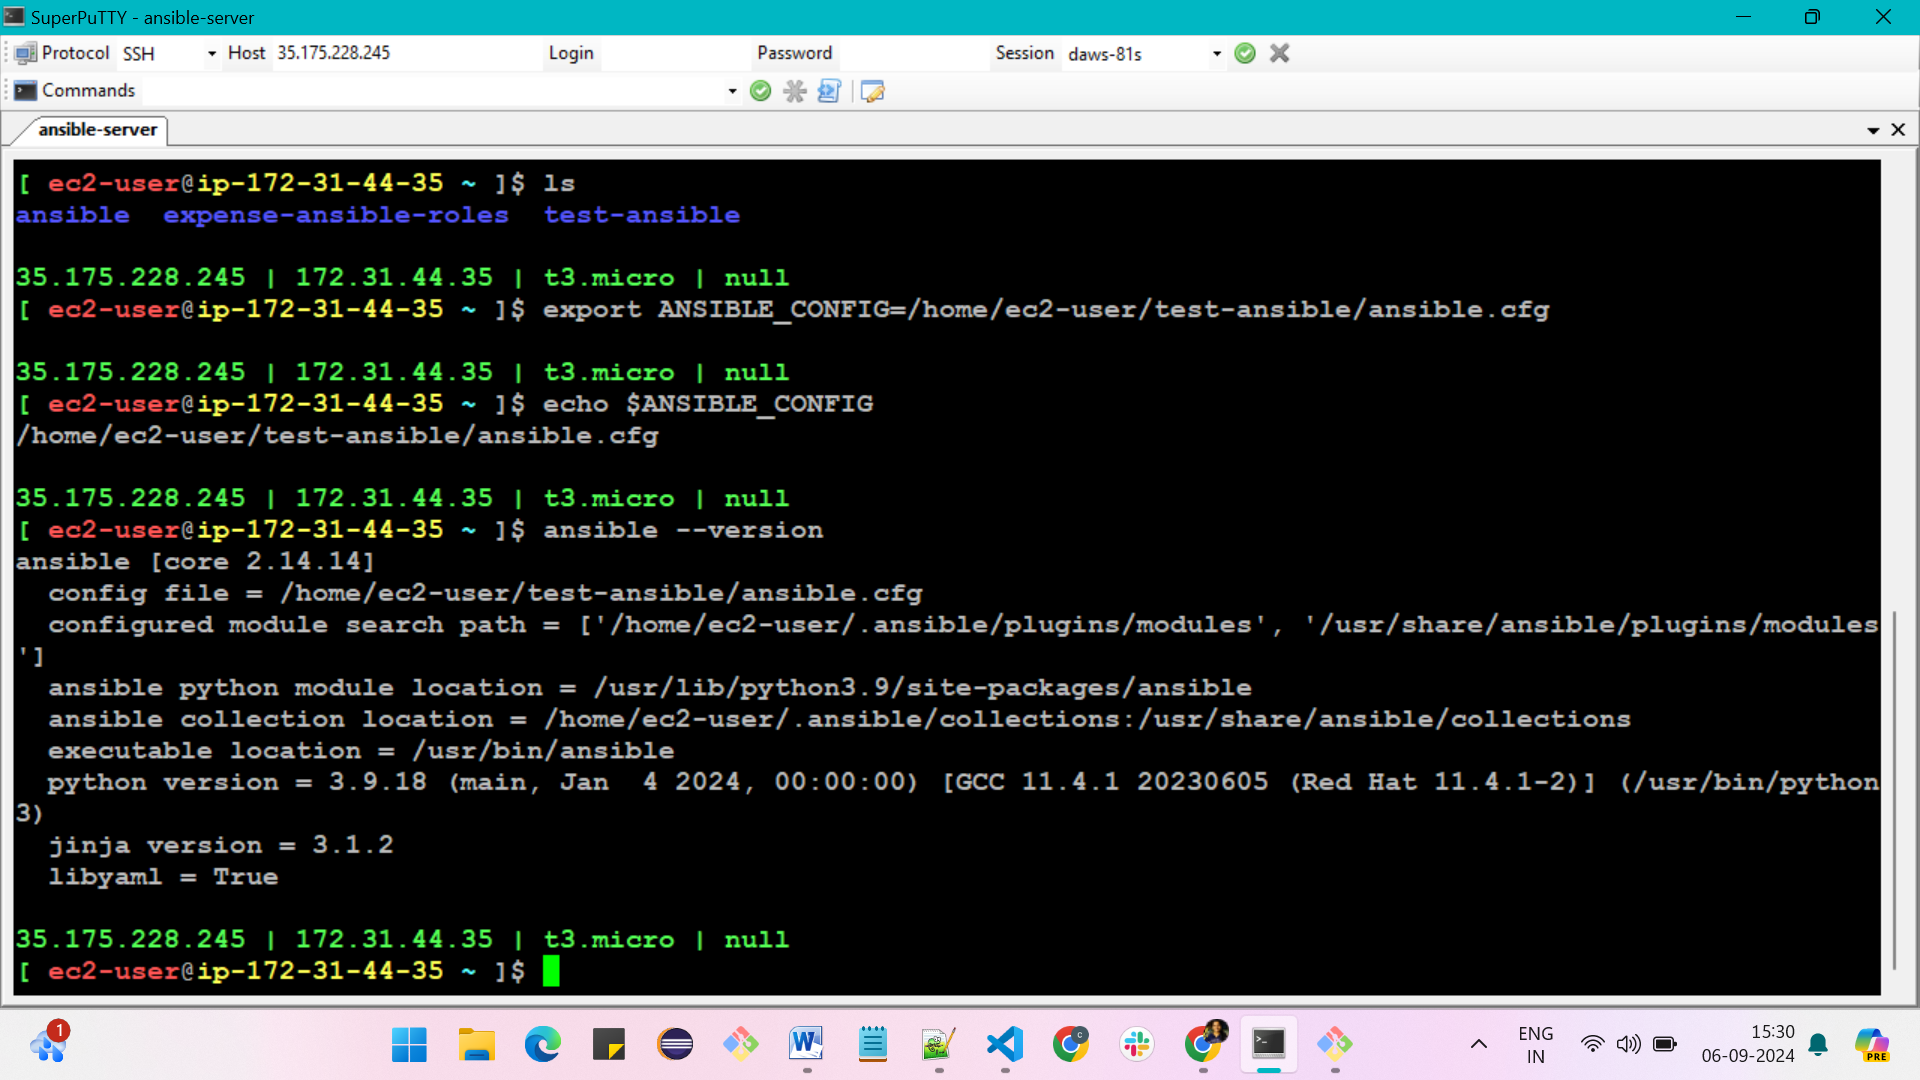 SuperPuTTY - ansible-server
Protocol SSH Host 35.175.228.245 Login Password Session daws-81s
Commands
ansible-server
[ ec2-user@ip-172-31-44-35 ~ ]$ ls
ansible  expense-ansible-roles  test-ansible
35.175.228.245 | 172.31.44.35 | t3.micro | null
[ ec2-user@ip-172-31-44-35 ~ ]$ export ANSIBLE_CONFIG=/home/ec2-user/test-ansible/ansible.cfg
35.175.228.245 | 172.31.44.35 | t3.micro | null
[ ec2-user@ip-172-31-44-35 ~ ]$ echo $ANSIBLE_CONFIG
/home/ec2-user/test-ansible/ansible.cfg
35.175.228.245 | 172.31.44.35 | t3.micro | null
[ ec2-user@ip-172-31-44-35 ~ ]$ ansible --version
ansible [core 2.14.14]
  config file = /home/ec2-user/test-ansible/ansible.cfg
  configured module search path = ['/home/ec2-user/.ansible/plugins/modules', '/usr/share/ansible/plugins/modules
']
  ansible python module location = /usr/lib/python3.9/site-packages/ansible
  ansible collection location = /home/ec2-user/.ansible/collections:/usr/share/ansible/collections
  executable location = /usr/bin/ansible
  python version = 3.9.18 (main, Jan  4 2024, 00:00:00) [GCC 11.4.1 20230605 (Red Hat 11.4.1-2)] (/usr/bin/python
3)
  jinja version = 3.1.2
  libyaml = True
35.175.228.245 | 172.31.44.35 | t3.micro | null
[ ec2-user@ip-172-31-44-35 ~ ]$
1
ENG
IN
15:30
06-09-2024
PRE